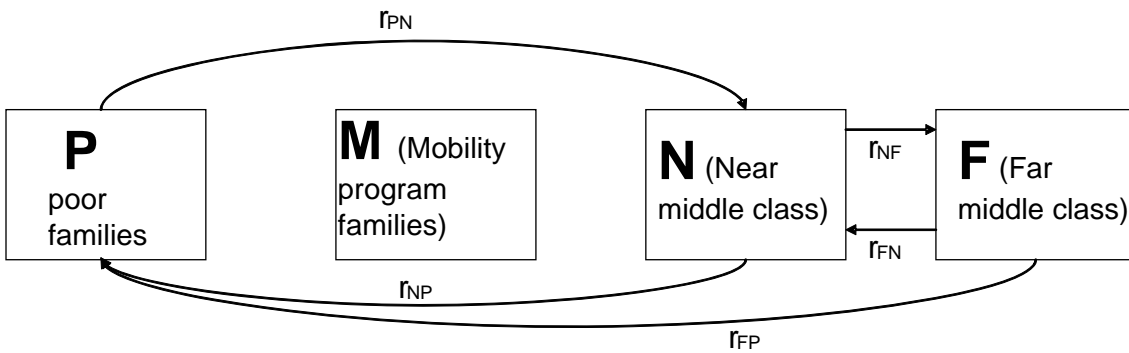 rPN
P
poor
families
M (Mobility
program
families)
N (Near
middle class)
rNF
F (Far
middle class)
rFN
rNP
rFP